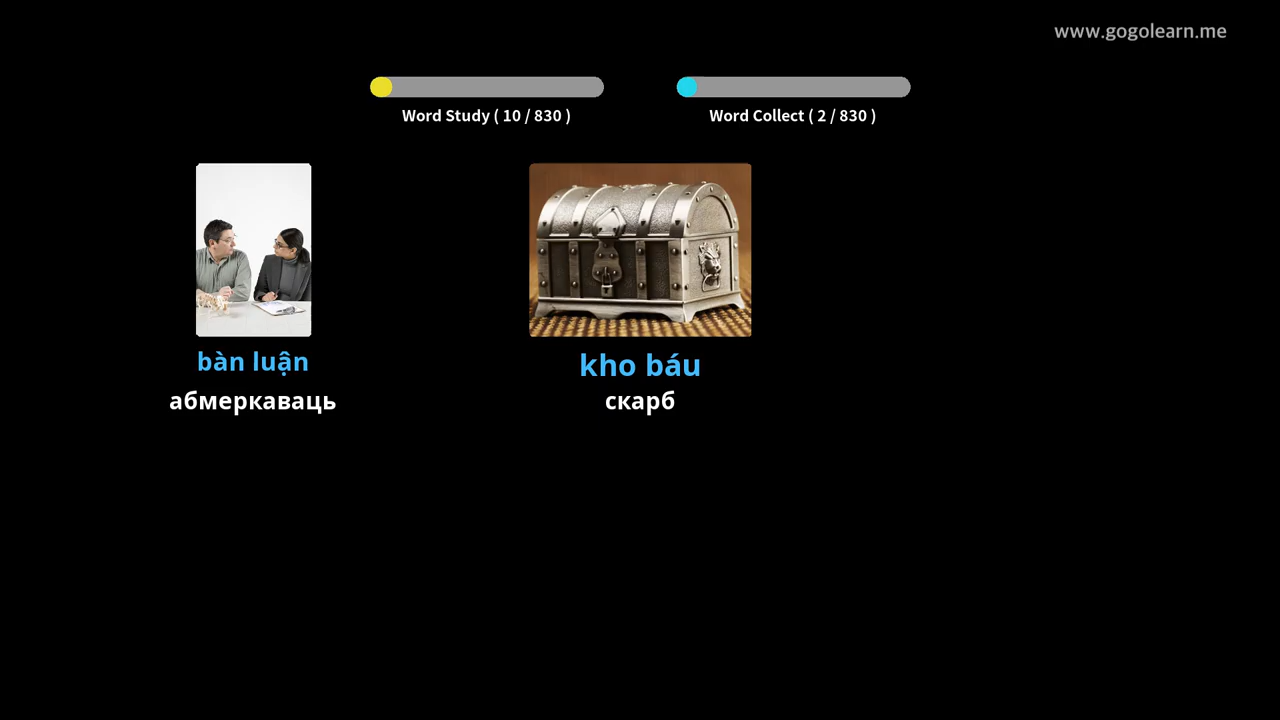 www.gogolearn.me
Word Study ( 10 / 830 )
Word Collect ( 2 / 830 )
bàn luận
абмеркаваць
kho báu
скарб